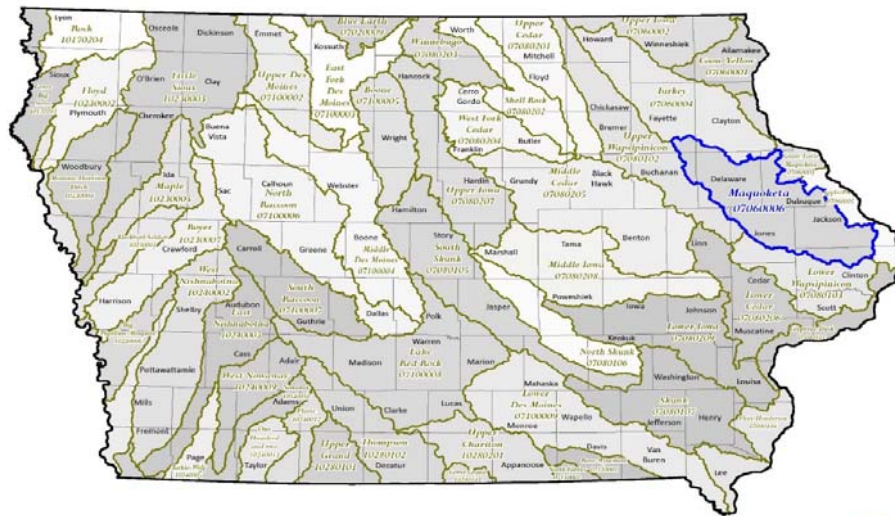 Lyon
Rock
10170204
Osceola
Dickinson
Emmet
Kossuth
Blue Earth
07020009
Winnebago
07080203
Worth
Upper
Cedar
07080201
Mitchell
Howard
Upper Iowa
07060002
Winneshiek
Allamakee
Coon-Yellow
07060001
Sioux
O'Brien
Little
Sioux
10230003
Clay
Upper Des
Moines
07100002
East
Fork
Des
Moines
07100003
Boone
07100005
Hancock
Cerro
Gordo
Floyd
Shell Rock
07080202
Chickasaw
Turkey
07060004
Fayette
Clayton
Floyd
10230002
Plymouth
Cherokee
Buena
Vista
Wright
West Fork
Cedar
07080204
Franklin
Butler
Bremer
Upper
Wapsipinicon
07080102
Woodbury
Ida
Maple
10230005
Sac
Calhoun
North
Raccoon
07100006
Webster
Hamilton
Hardin
Upper Iowa
07080207
Grundy
Middle
Cedar
07080205
Black
Hawk
Buchanan
Delaware
Maquoketa
07060006
Dubuque
Jackson
Jones
Boyer
10230007
Crawford
Carroll
Greene
Boone
Middle
Des Moines
07100004
Story
South
Skunk
07080105
Marshall
Tama
Middle Iowa
07080208
Benton
Linn
Clinton
Lower
Wapsipinicon
07080103
Scott
Harrison
West
Nishnabotna
10240002
Shelby
Audubon
East
Nishnabotna
10240003
South
Raccoon
07100007
Guthrie
Dallas
Polk
Jasper
Poweshiek
Iowa
Johnson
Cedar
Lower
Cedar
07080206
Muscatine
Lower Iowa
07080209
Pottawattamie
Cass
Adair
Madison
Warren
Lake
Red Rock
07100008
Marion
Mahaska
Keokuk
North Skunk
07080106
Washington
Louisa
Mills
West Nodaway
10240009
Adams
Union
Clarke
Lucas
Monroe
Lower
Des Moines
07100009
Wapello
Jefferson
Skunk
07080107
Henry
Fremont
Page
Taylor
Upper
Grand
10280101
Thompson
10280102
Decatur
Upper
Chariton
10280201
Appanoose
Davis
Van
Buren
Lee